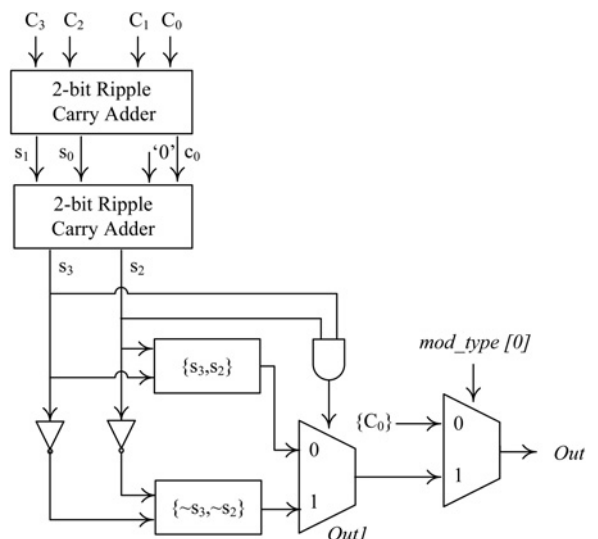 C3 C2 C1 C0
2-bit Ripple
Carry Adder
s1 s0 '0' c0
2-bit Ripple
Carry Adder
s3 s2
mod_type [0]
{s3,s2}
{C0}
0
Out
0
1
1
{~s3,~s2}
Out1